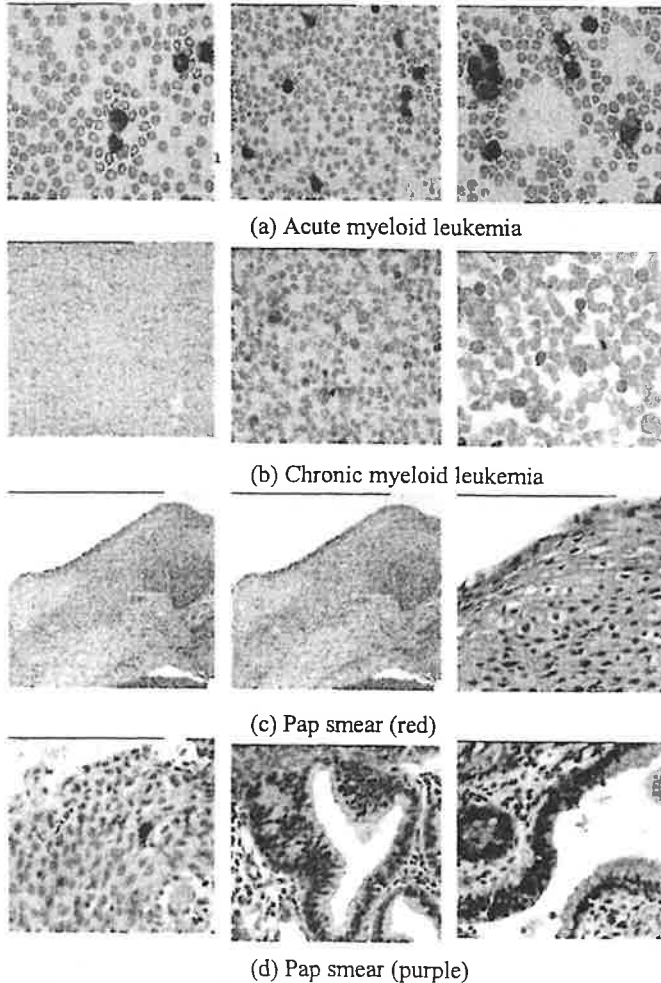 (a) Acute myeloid leukemia
(b) Chronic myeloid leukemia
(c) Pap smear (red)
(d) Pap smear (purple)